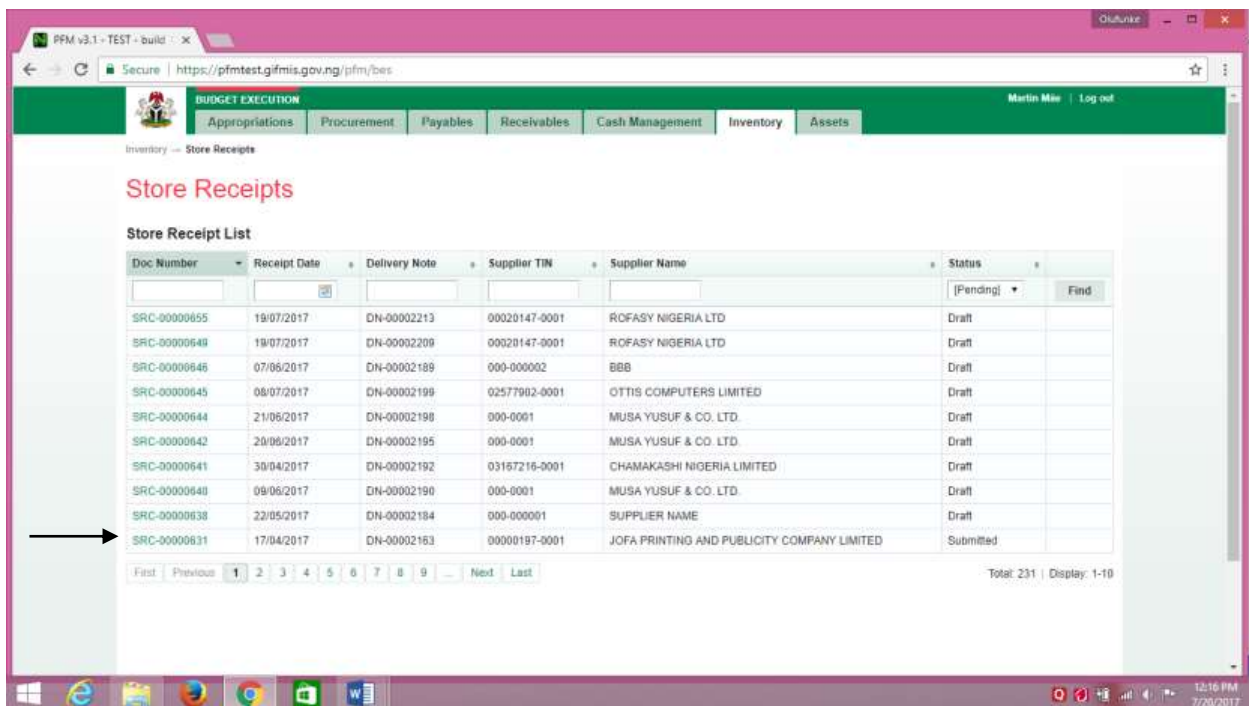 Olufunke
PFM v3.1 - TEST - build
Secure | https://pfmtest.gifmis.gov.ng/pfm/bes
BUDGET EXECUTION
Martin Mile | Log out
Appropriations Procurement Payables Receivables Cash Management Inventory Assets
Inventory — Store Receipts
Store Receipts
Store Receipt List
Doc Number Receipt Date Delivery Note Supplier TIN Supplier Name Status
[Pending] Find
SRC-00000655 19/07/2017 DN-00002213 00020147-0001 ROFASY NIGERIA LTD Draft
SRC-00000649 19/07/2017 DN-00002209 00020147-0001 ROFASY NIGERIA LTD Draft
SRC-00000646 07/06/2017 DN-00002189 000-000002 BBB Draft
SRC-00000645 08/07/2017 DN-00002199 02577902-0001 OTTIS COMPUTERS LIMITED Draft
SRC-00000644 21/06/2017 DN-00002198 000-0001 MUSA YUSUF & CO. LTD. Draft
SRC-00000642 20/06/2017 DN-00002195 000-0001 MUSA YUSUF & CO. LTD. Draft
SRC-00000641 30/04/2017 DN-00002192 03167216-0001 CHAMAKASHI NIGERIA LIMITED Draft
SRC-00000640 09/06/2017 DN-00002190 000-0001 MUSA YUSUF & CO. LTD. Draft
SRC-00000638 22/05/2017 DN-00002184 000-000001 SUPPLIER NAME Draft
SRC-00000631 17/04/2017 DN-00002163 00000197-0001 JOFA PRINTING AND PUBLICITY COMPANY LIMITED Submitted
First Previous 1 2 3 4 5 6 7 8 9 ... Next Last Total: 231 | Display: 1-10
12:16 PM
7/20/2017